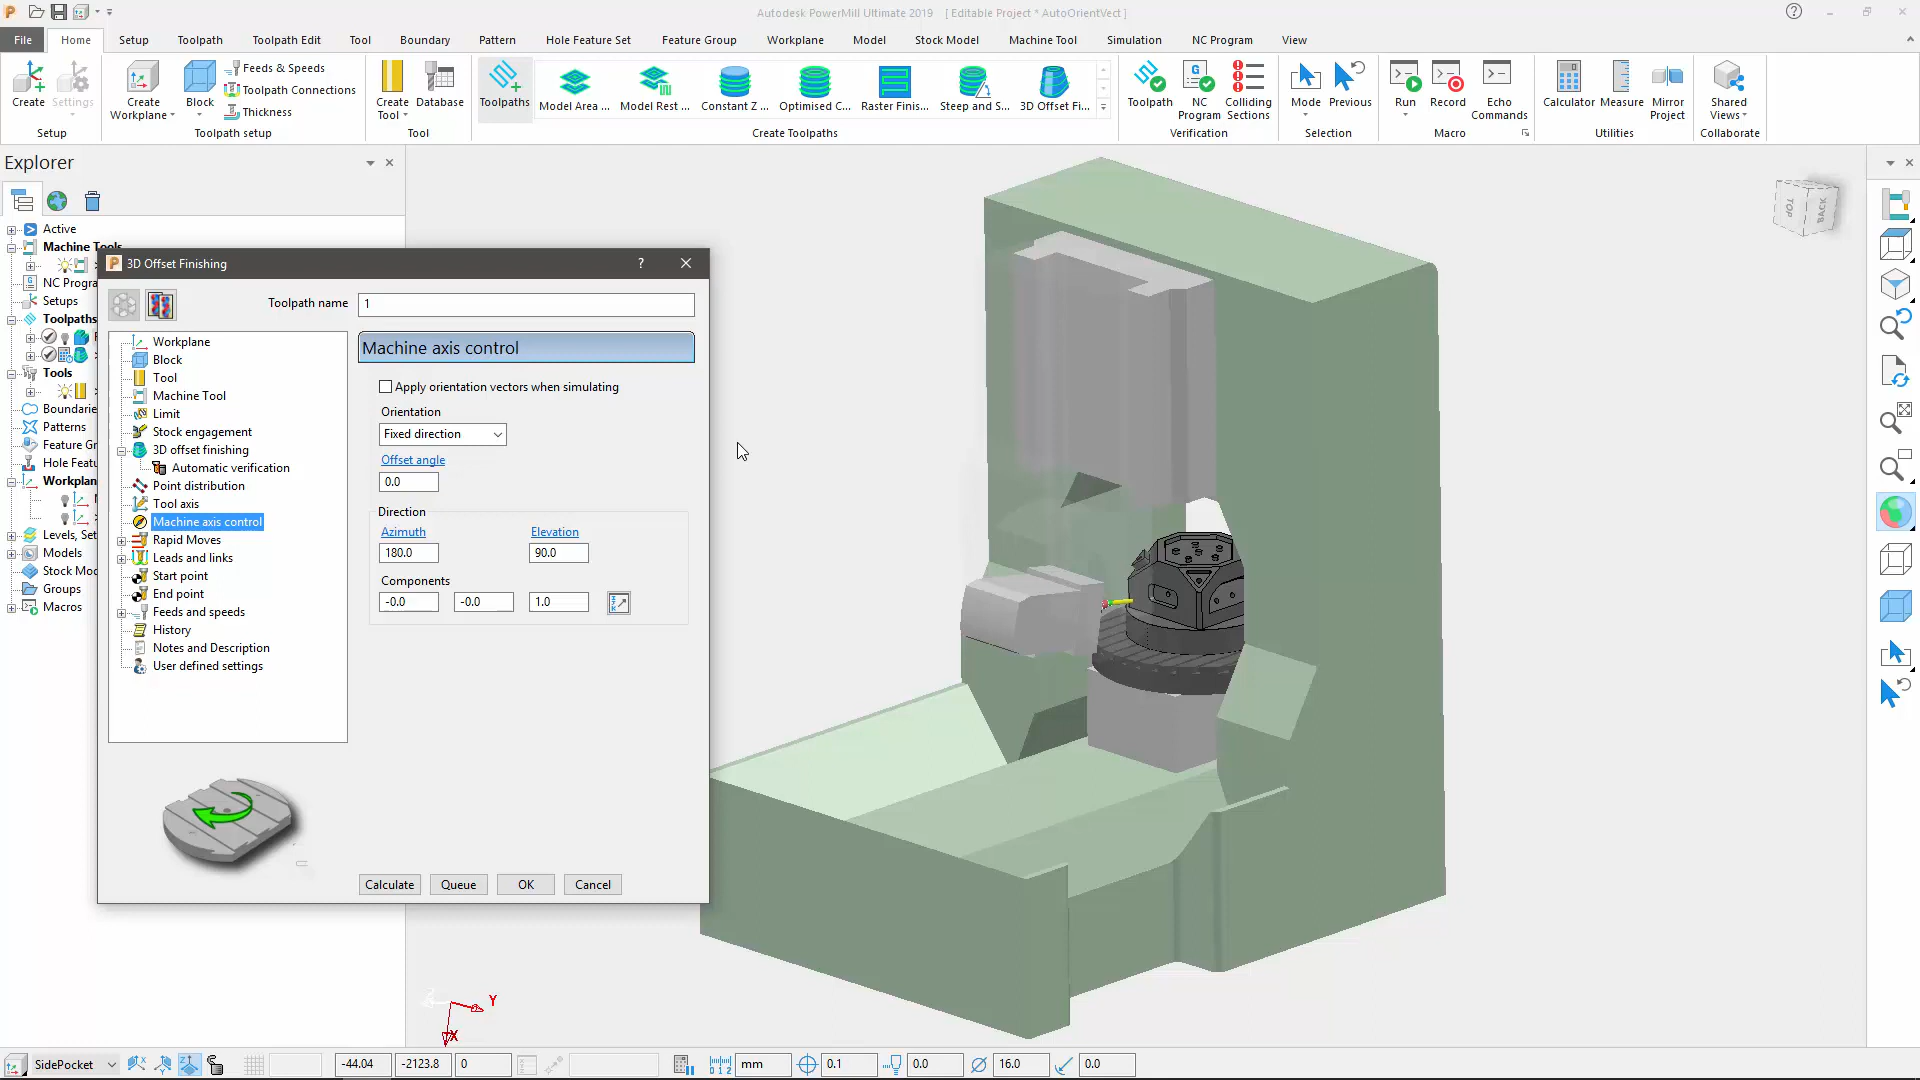 Autodesk PowerMill Ultimate 2019 [ Editable Project * AutoOrientVect ]
File Home Setup Toolpath Toolpath Edit Tool Boundary Pattern Hole Feature Set Feature Group Workplane Model Stock Model Machine Tool Simulation NC Program View
Create
Settings
Setup
Create Workplane
Block
Feeds & Speeds
Toolpath Connections
Thickness
Toolpath setup
Create Tool
Database
Tool
Toolpaths
Model Area ...
Model Rest ...
Constant Z ...
Optimised C...
Raster Finis...
Steep and S...
3D Offset Fi...
Create Toolpaths
Toolpath
NC Program
Colliding Sections
Verification
Mode
Previous
Selection
Run
Record
Echo Commands
Macro
Calculator
Measure
Mirror Project
Utilities
Shared Views
Collaborate
Explorer
Active
Machine Tools
NC Progra
Setups
Toolpaths
Tools
Boundarie
Patterns
Feature Gr
Hole Featu
Workplan
Levels, Set
Models
Stock Moc
Groups
Macros
3D Offset Finishing
?
Toolpath name 1
Workplane
Block
Tool
Machine Tool
Limit
Stock engagement
3D offset finishing
Automatic verification
Point distribution
Tool axis
Machine axis control
Rapid Moves
Leads and links
Start point
End point
Feeds and speeds
History
Notes and Description
User defined settings
Machine axis control
Apply orientation vectors when simulating
Orientation
Fixed direction
Offset angle
0.0
Direction
Azimuth Elevation
180.0 90.0
Components
-0.0 -0.0 1.0
Calculate Queue OK Cancel
TOP BACK
Y
X
SidePocket -44.04 -2123.8 0 mm 0.1 0.0 16.0 0.0